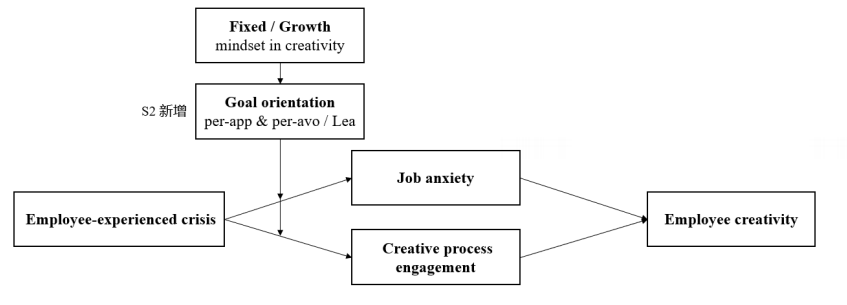 Fixed / Growth
mindset in creativity
S2 新增
Goal orientation
per-app & per-avo / Lea
Job anxiety
Employee-experienced crisis
Employee creativity
Creative process
engagement